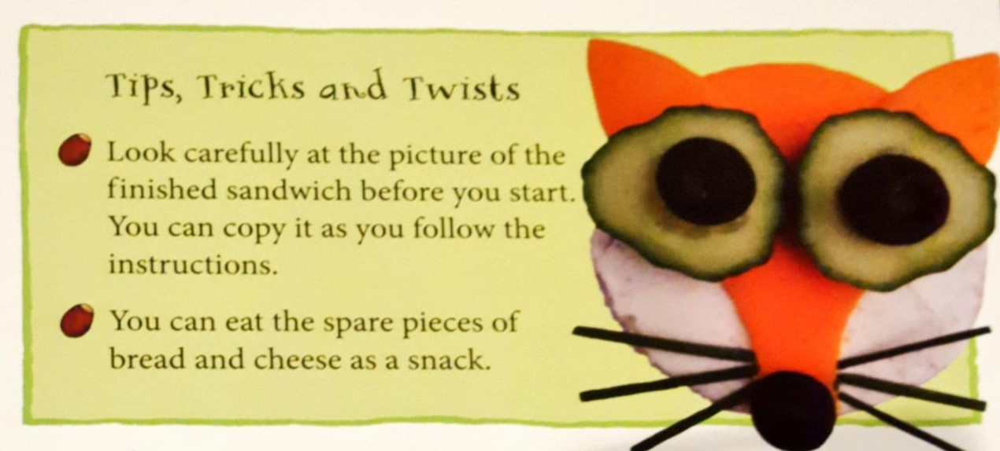 Tips, Tricks and Twists
Look carefully at the picture of the
finished sandwich before you start.
You can copy it as you follow the
instructions.
You can eat the spare pieces of
bread and cheese as a snack.